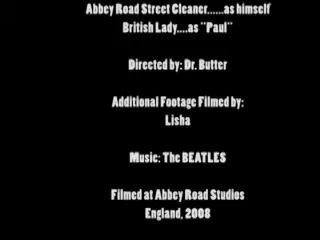 Abbey Road Street Cleaner......as himself
British Lady....as "Paul"
Directed by: Dr. Butter
Additional Footage Filmed by:
Lisha
Music: The BEATLES
Filmed at Abbey Road Studios
England, 2008